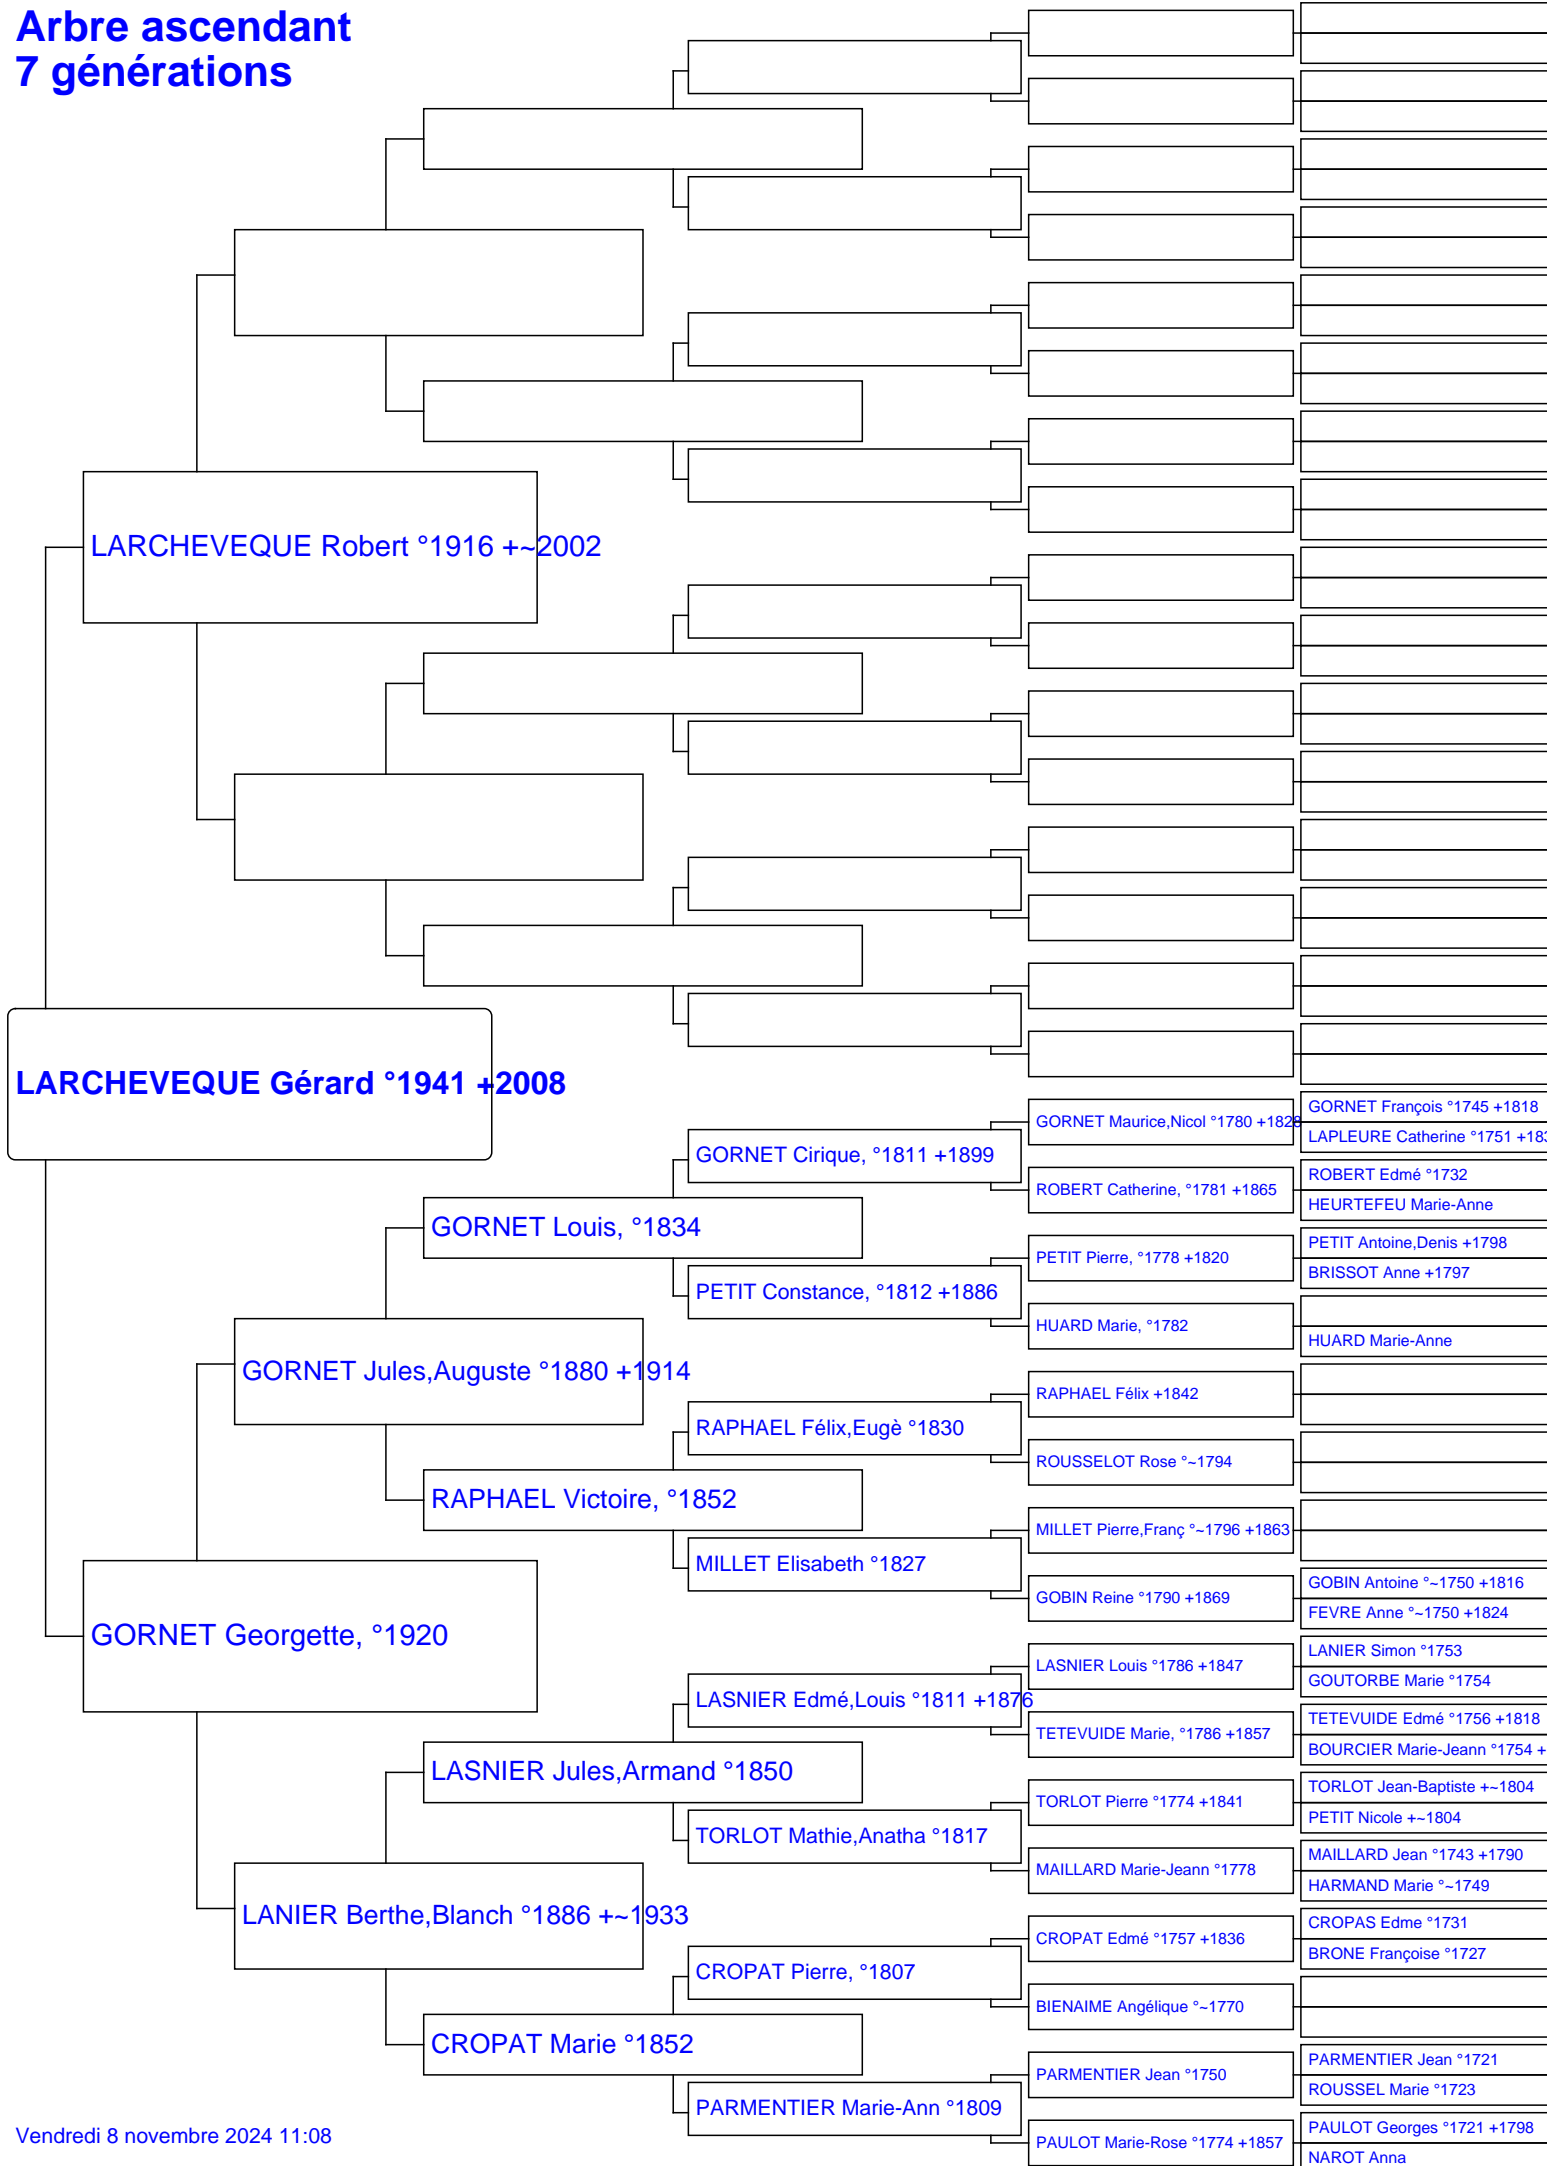 Arbre ascendant
7 générations
LARCHEVEQUE Robert °1916 +~2002
LARCHEVEQUE Gérard °1941 +2008
GORNET Georgette, °1920
GORNET Jules,Auguste °1880 +1914
LANIER Berthe,Blanch °1886 +~1933
GORNET Louis, °1834
RAPHAEL Victoire, °1852
LASNIER Jules,Armand °1850
CROPAT Marie °1852
GORNET Cirique, °1811 +1899
PETIT Constance, °1812 +1886
RAPHAEL Félix,Eugè °1830
MILLET Elisabeth °1827
LASNIER Edmé,Louis °1811 +1876
TORLOT Mathie,Anatha °1817
CROPAT Pierre, °1807
PARMENTIER Marie-Ann °1809
GORNET Maurice,Nicol °1780 +1828
ROBERT Catherine, °1781 +1865
PETIT Pierre, °1778 +1820
HUARD Marie, °1782
RAPHAEL Félix +1842
ROUSSELOT Rose °~1794
MILLET Pierre,Franç °~1796 +1863
GOBIN Reine °1790 +1869
LASNIER Louis °1786 +1847
TETEVUIDE Marie, °1786 +1857
TORLOT Pierre °1774 +1841
MAILLARD Marie-Jeann °1778
CROPAT Edmé °1757 +1836
BIENAIME Angélique °~1770
PARMENTIER Jean °1750
PAULOT Marie-Rose °1774 +1857
GORNET François °1745 +1818
LAPLEURE Catherine °1751 +183
ROBERT Edmé °1732
HEURTEFEU Marie-Anne
PETIT Antoine,Denis +1798
BRISSOT Anne +1797
HUARD Marie-Anne
GOBIN Antoine °~1750 +1816
FEVRE Anne °~1750 +1824
LANIER Simon °1753
GOUTORBE Marie °1754
TETEVUIDE Edmé °1756 +1818
BOURCIER Marie-Jeann °1754 +
TORLOT Jean-Baptiste +~1804
PETIT Nicole +~1804
MAILLARD Jean °1743 +1790
HARMAND Marie °~1749
CROPAS Edme °1731
BRONE Françoise °1727
PARMENTIER Jean °1721
ROUSSEL Marie °1723
PAULOT Georges °1721 +1798
NAROT Anna
Vendredi 8 novembre 2024 11:08